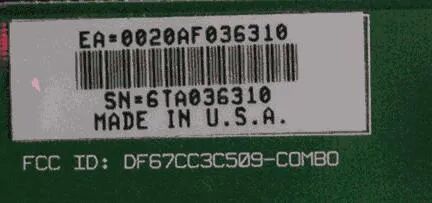 EA=0020AF036310
SN=6TA036310
MADE IN U.S.A.
FCC ID: DF67CC3C509-COMBO